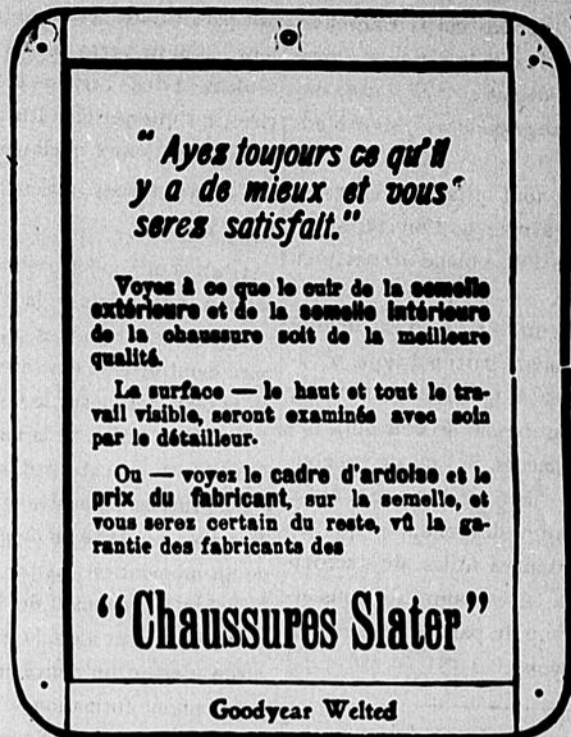 “Ayez toujours ce qu'il
y a de mieux et vous
serez satisfait.”
Voyez à ce que le cuir de la semelle
extérieure et de la semelle intérieure
de la chaussure soit de la meilleure
qualité.
La surface — le haut et tout le tra-
vail visible, seront examinés avec soin
par le détailleur.
Ou — voyez le cadre d'ardoise et le
prix du fabricant, sur la semelle, et
vous serez certain du reste, vû la ga-
rantie des fabricants des
“Chaussures Slater”
Goodyear Welted